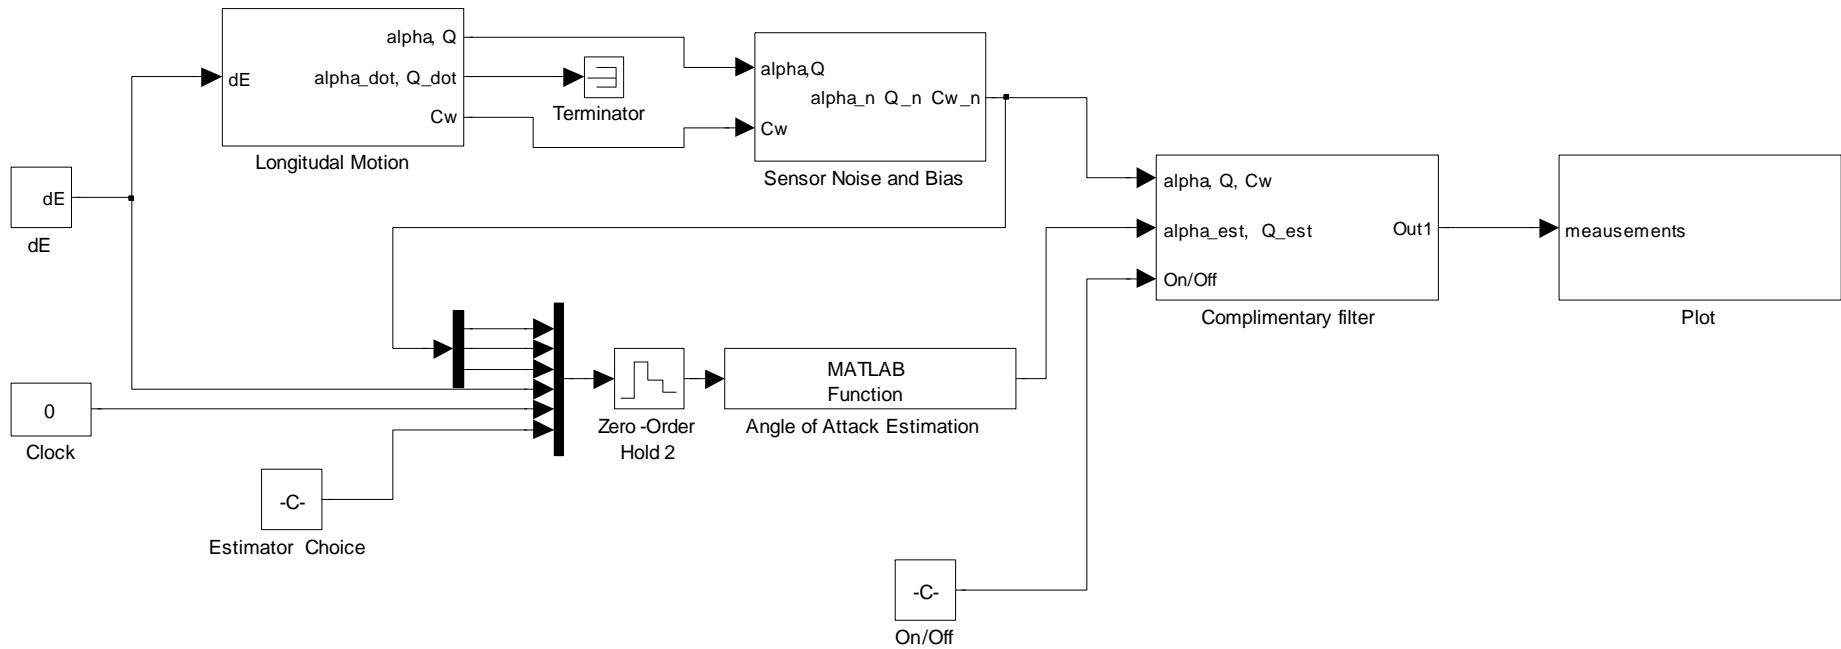 alpha, Q
dE
alpha_dot, Q_dot
Cw
Longitudal Motion
Terminator
alpha,Q
alpha_n Q_n Cw_n
Cw
Sensor Noise and Bias
dE
dE
alpha, Q, Cw
alpha_est, Q_est
Out1
On/Off
Complimentary filter
meausements
Plot
0
Clock
Zero -Order
Hold 2
MATLAB
Function
Angle of Attack Estimation
-C-
Estimator Choice
-C-
On/Off